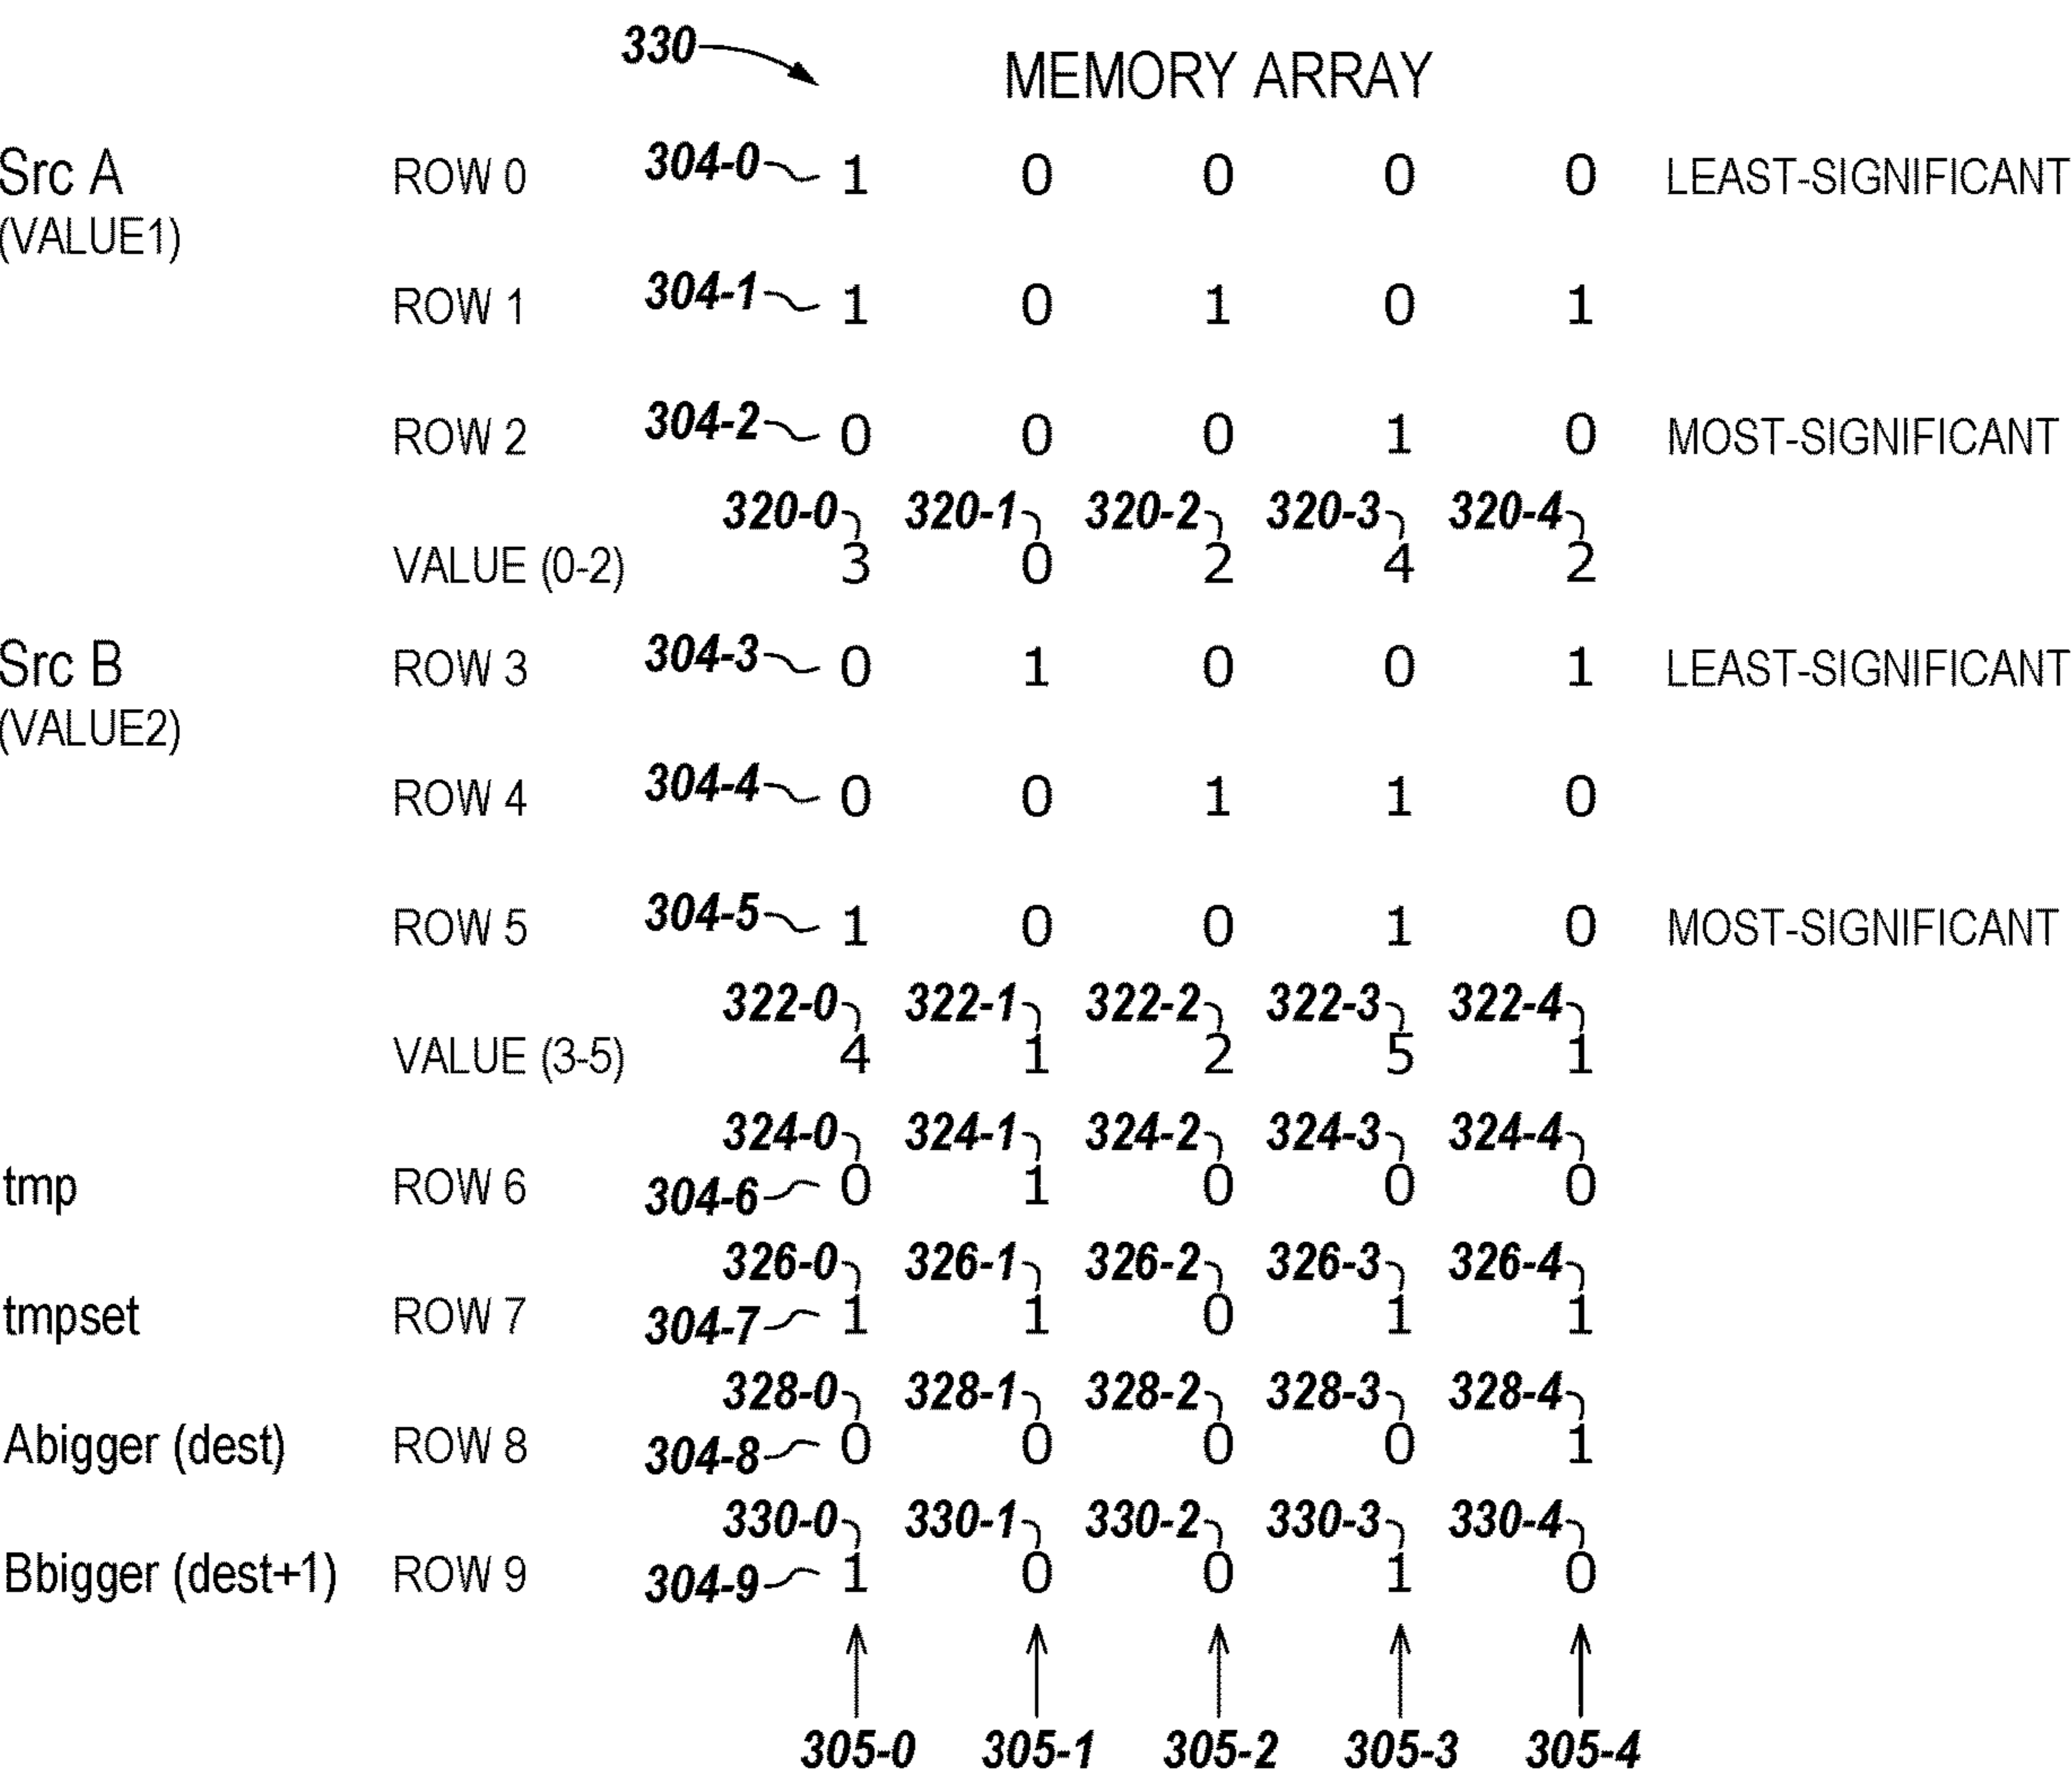 330 MEMORY ARRAY
Src A ROW 0 304-0 1 0 0 0 0 LEAST-SIGNIFICANT
(VALUE1)
ROW 1 304-1 1 0 1 0 1
ROW 2 304-2 0 0 0 1 0 MOST-SIGNIFICANT
320-0 320-1 320-2 320-3 320-4
VALUE (0-2) 3 0 2 4 2
Src B ROW 3 304-3 0 1 0 0 1 LEAST-SIGNIFICANT
(VALUE2)
ROW 4 304-4 0 0 1 1 0
ROW 5 304-5 1 0 0 1 0 MOST-SIGNIFICANT
322-0 322-1 322-2 322-3 322-4
VALUE (3-5) 4 1 2 5 1
324-0 324-1 324-2 324-3 324-4
tmp ROW 6 304-6 0 1 0 0 0
326-0 326-1 326-2 326-3 326-4
tmpset ROW 7 304-7 1 1 0 1 1
328-0 328-1 328-2 328-3 328-4
Abigger (dest) ROW 8 304-8 0 0 0 0 1
330-0 330-1 330-2 330-3 330-4
Bbigger (dest+1) ROW 9 304-9 1 0 0 1 0
305-0 305-1 305-2 305-3 305-4